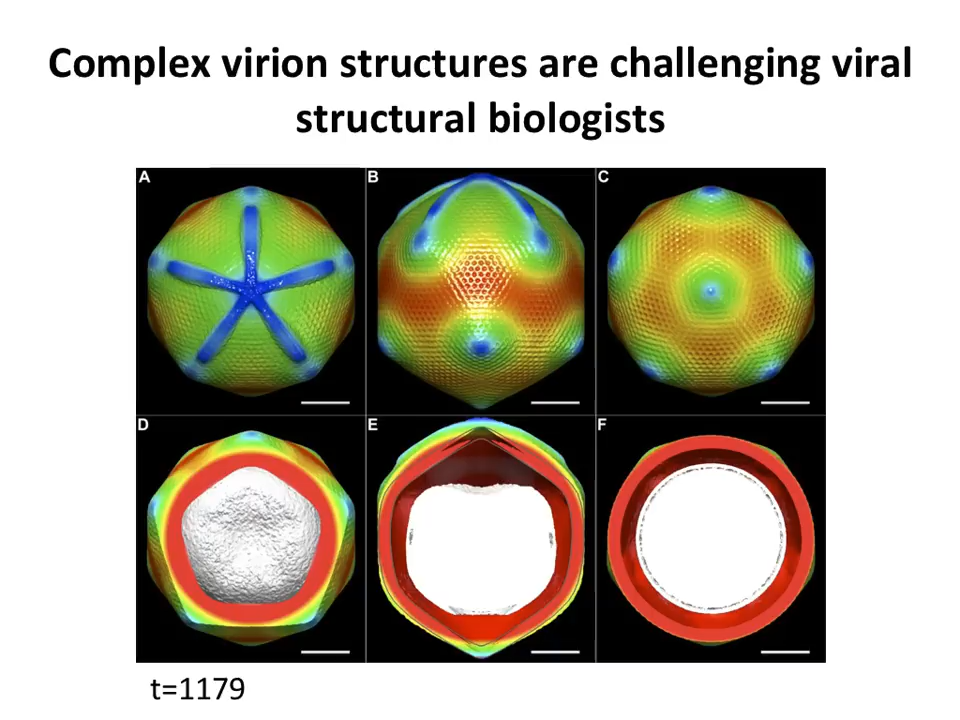 Complex virion structures are challenging viral
structural biologists
A
B
C
D
E
F
t=1179